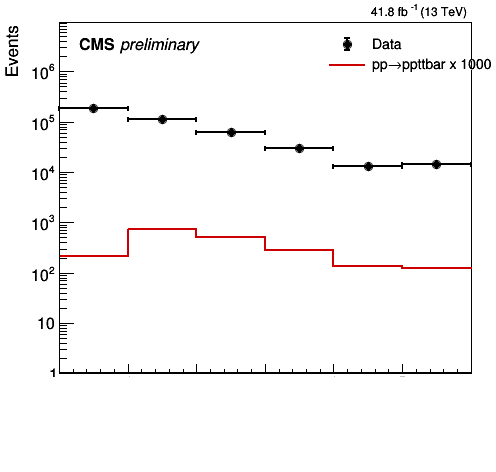 41.8 fb⁻¹ (13 TeV)
Events
CMS preliminary
Data
pp→ppttbar x 1000
10⁶
10⁵
10⁴
10³
10²
10
1